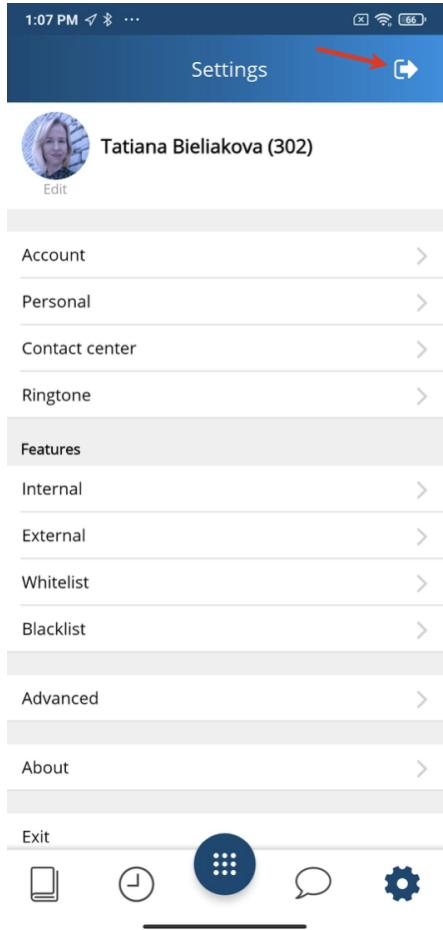 1:07 PM
66
Settings
Tatiana Bieliakova (302)
Edit
Account
Personal
Contact center
Ringtone
Features
Internal
External
Whitelist
Blacklist
Advanced
About
Exit